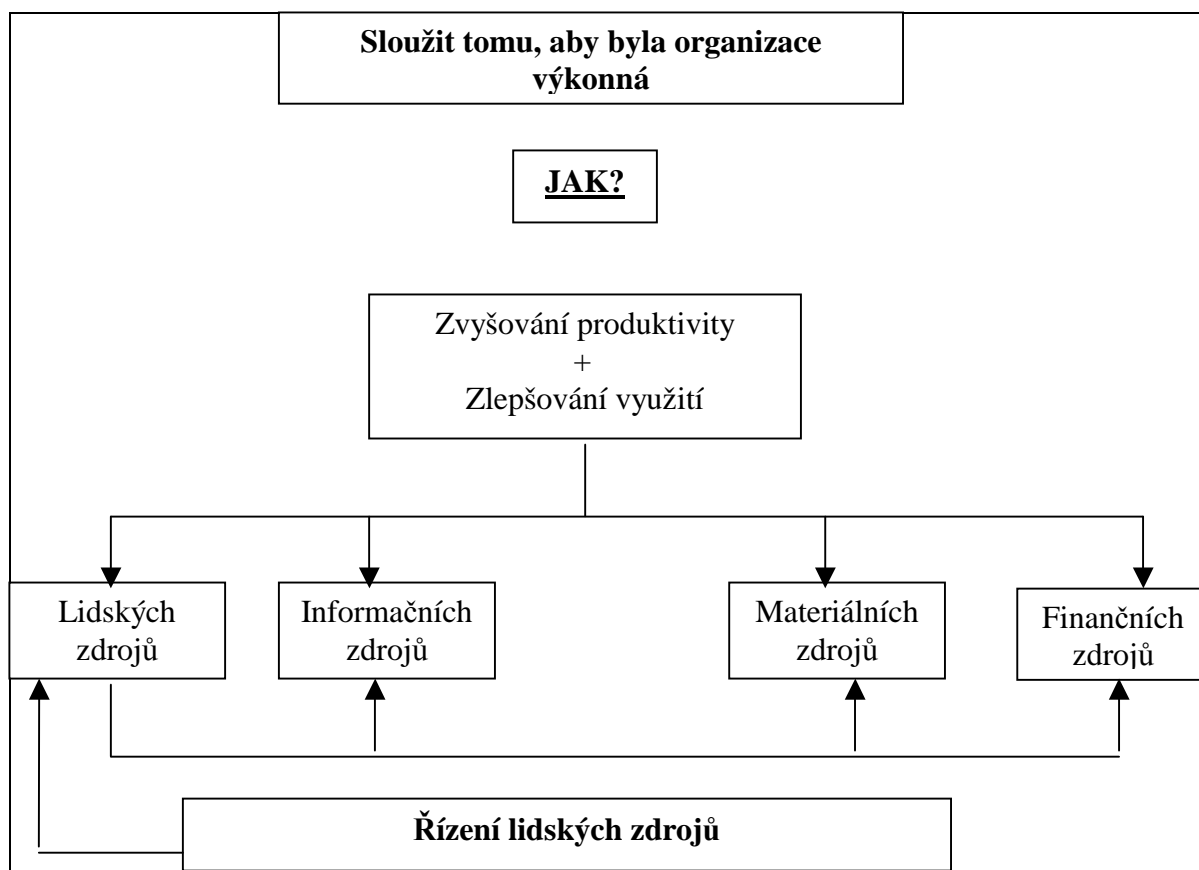 Sloužit tomu, aby byla organizace
výkonná
JAK?
Zvyšování produktivity
+
Zlepšování využití
Lidských
zdrojů
Informačních
zdrojů
Materiálních
zdrojů
Finančních
zdrojů
Řízení lidských zdrojů